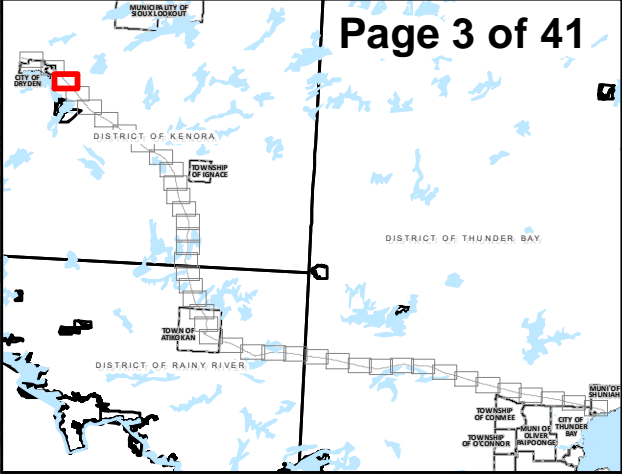 MUNICIPALITY OF
SIOUX LOOKOUT
Page 3 of 41
CITY OF
DRYDEN
DISTRICT OF KENORA
TOWNSHIP
OF IGNACE
DISTRICT OF THUNDER BAY
TOWN OF
ATIKOKAN
DISTRICT OF RAINY RIVER
MUNI OF
SHUNIAH
TOWNSHIP
OF CONMEE
CITY OF
THUNDER
BAY
MUNI OF
OLIVER
PAIPOONGE
TOWNSHIP
OF O'CONNOR